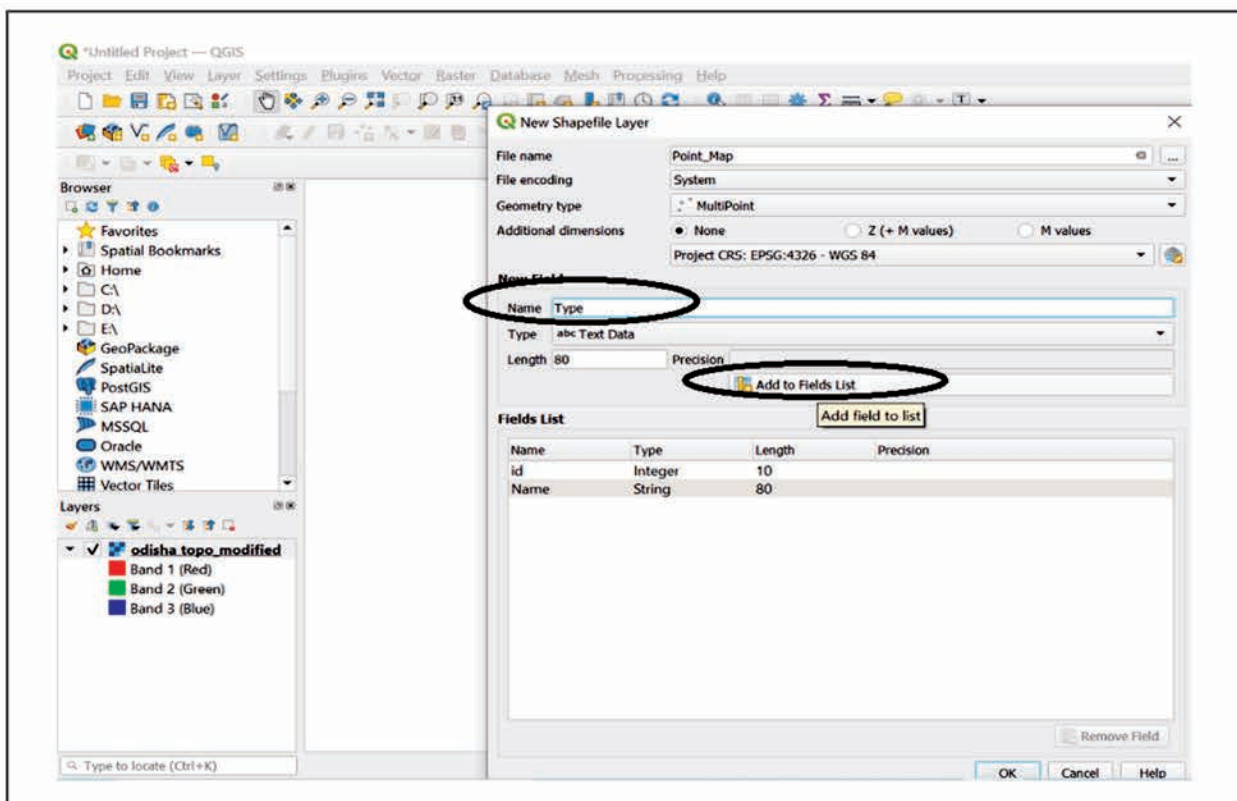 *Untitled Project — QGIS
Project Edit View Layer Settings Plugins Vector Raster Database Mesh Processing Help
Browser
Favorites
Spatial Bookmarks
Home
C:\
D:\
E:\
GeoPackage
SpatiaLite
PostGIS
SAP HANA
MSSQL
Oracle
WMS/WMTS
Vector Tiles
Layers
odisha topo_modified
Band 1 (Red)
Band 2 (Green)
Band 3 (Blue)
Type to locate (Ctrl+K)
New Shapefile Layer
File name Point_Map ...
File encoding System
Geometry type MultiPoint
Additional dimensions None Z (+ M values) M values
Project CRS: EPSG:4326 - WGS 84
New Field
Name Type
Type abc Text Data
Length 80 Precision
Add to Fields List
Add field to list
Fields List
Name Type Length Precision
id Integer 10
Name String 80
Remove Field
OK Cancel Help